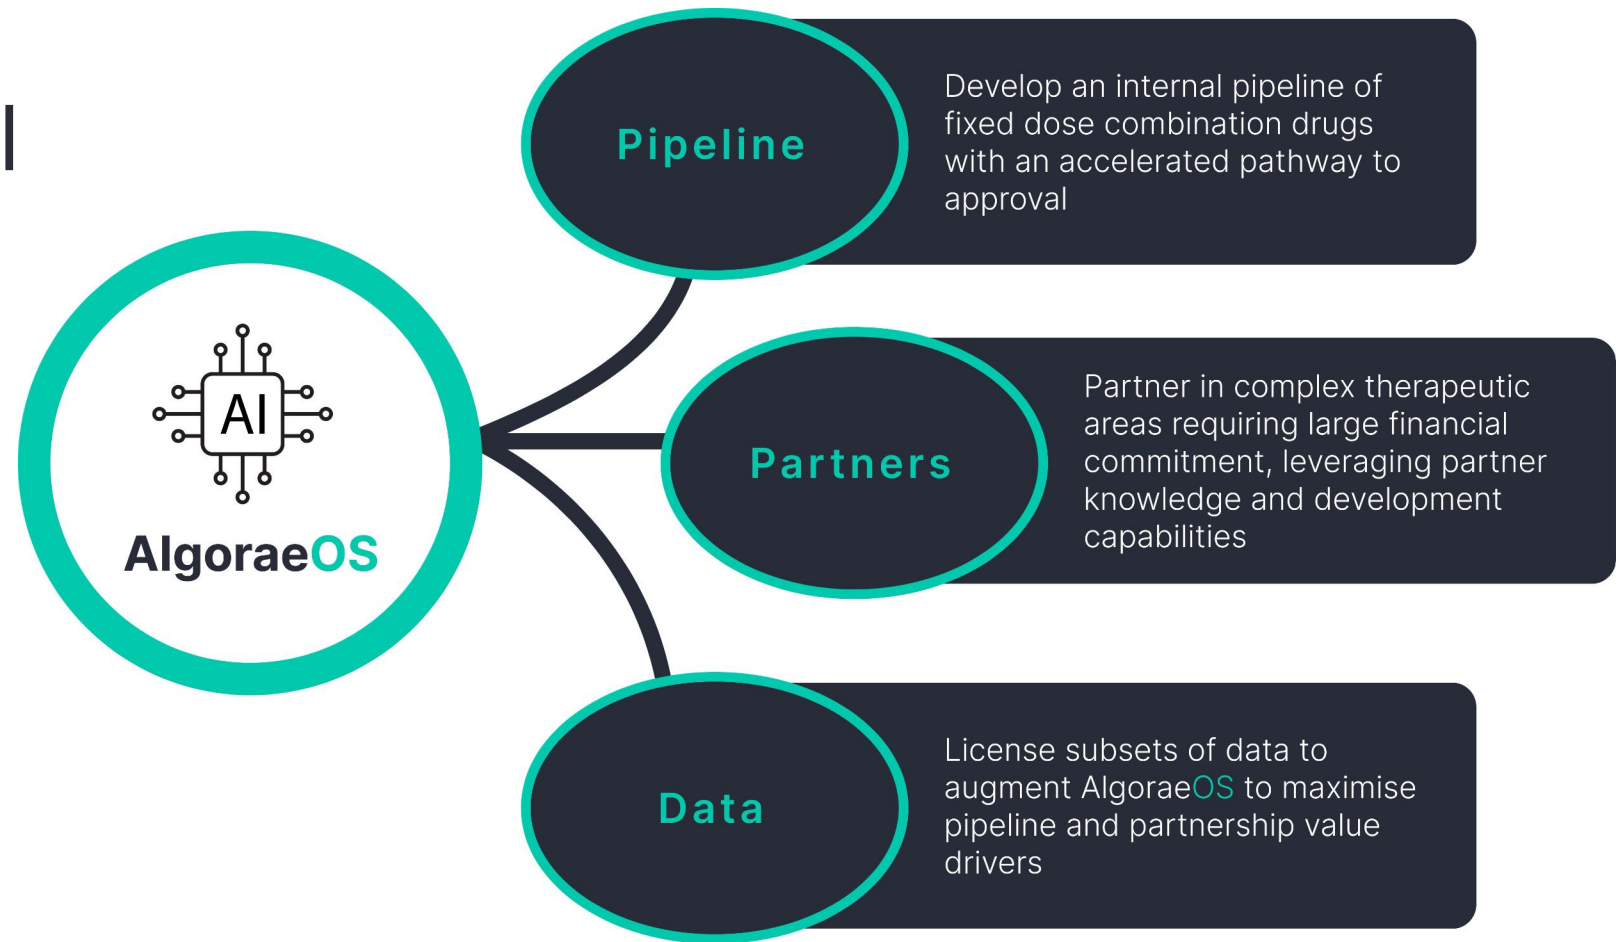 Pipeline
Develop an internal pipeline of
fixed dose combination drugs
with an accelerated pathway to
approval
AI
AlgoraeOS
Partners
Partner in complex therapeutic
areas requiring large financial
commitment, leveraging partner
knowledge and development
capabilities
Data
License subsets of data to
augment AlgoraeOS to maximise
pipeline and partnership value
drivers